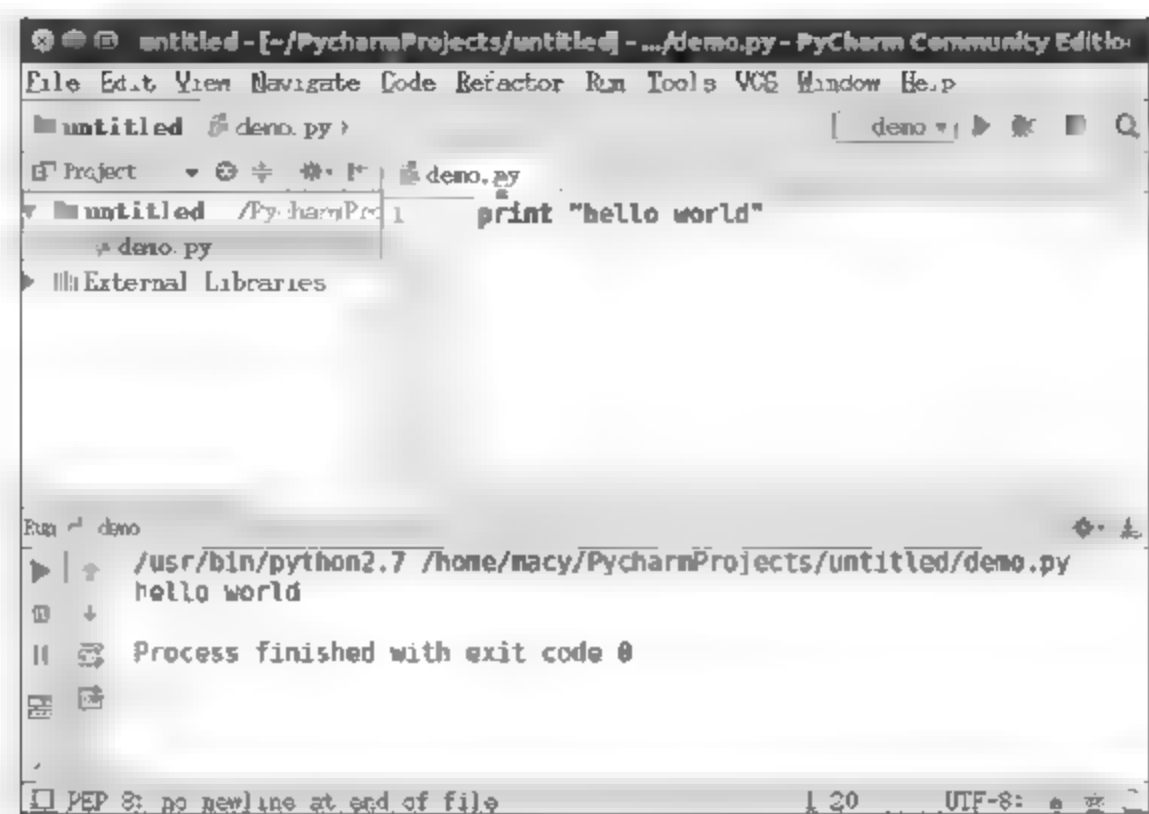 untitled - [~/PycharmProjects/untitled] - .../demo.py - PyCharm Community Editio
File Edit View Navigate Code Refactor Run Tools VCS Window Help
untitled demo.py
demo
Project
demo.py
untitled /PycharmPro
1 print "hello world"
demo.py
External Libraries
Run demo
/usr/bin/python2.7 /home/macy/PycharmProjects/untitled/demo.py
hello world
Process finished with exit code 0
PEP 8: no newline at end of file
1 20 UTF-8: